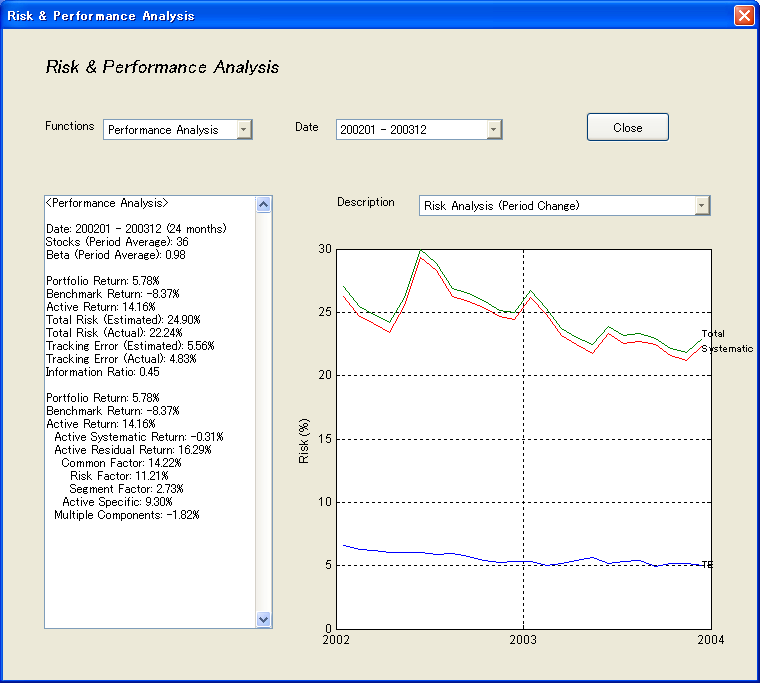 Risk & Performance Analysis
Risk & Performance Analysis
Functions
Performance Analysis
Date
200201 - 200312
Close
<Performance Analysis>
Date: 200201 - 200312 (24 months)
Stocks (Period Average): 36
Beta (Period Average): 0.98
Portfolio Return: 5.78%
Benchmark Return: -8.37%
Active Return: 14.16%
Total Risk (Estimated): 24.90%
Total Risk (Actual): 22.24%
Tracking Error (Estimated): 5.56%
Tracking Error (Actual): 4.83%
Information Ratio: 0.45
Portfolio Return: 5.78%
Benchmark Return: -8.37%
Active Return: 14.16%
Active Systematic Return: -0.31%
Active Residual Return: 16.29%
Common Factor: 14.22%
Risk Factor: 11.21%
Segment Factor: 2.73%
Active Specific: 9.30%
Multiple Components: -1.82%
Description
Risk Analysis (Period Change)
30
25
20
15
10
5
0
Risk (%)
Total
Systematic
TE
2002
2003
2004